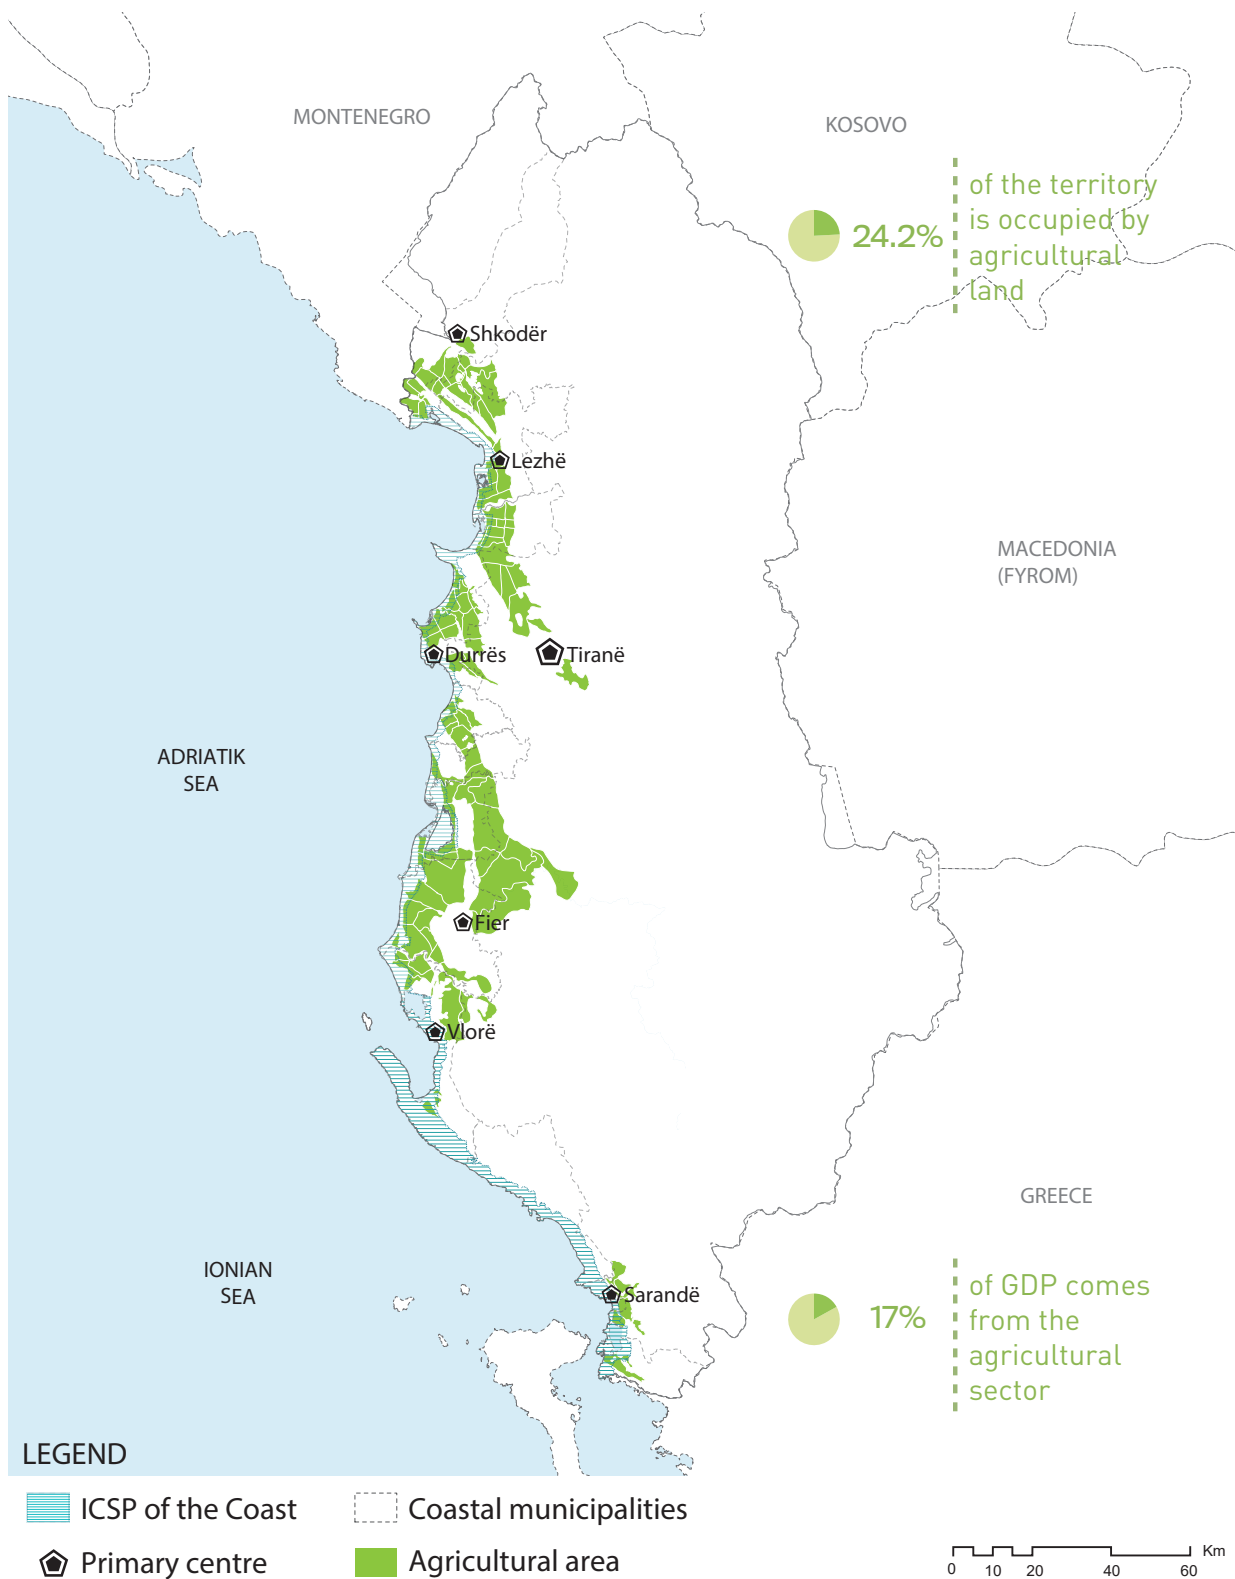 MONTENEGRO
KOSOVO
24.2%
of the territory
is occupied by
agricultural
land
Shkodër
Lezhë
MACEDONIA
(FYROM)
Durrës
Tiranë
ADRIATIK
SEA
Fier
Vlorë
GREECE
IONIAN
SEA
Sarandë
17%
of GDP comes
from the
agricultural
sector
LEGEND
ICSP of the Coast
Coastal municipalities
Primary centre
Agricultural area
Km
0 10 20 40 60